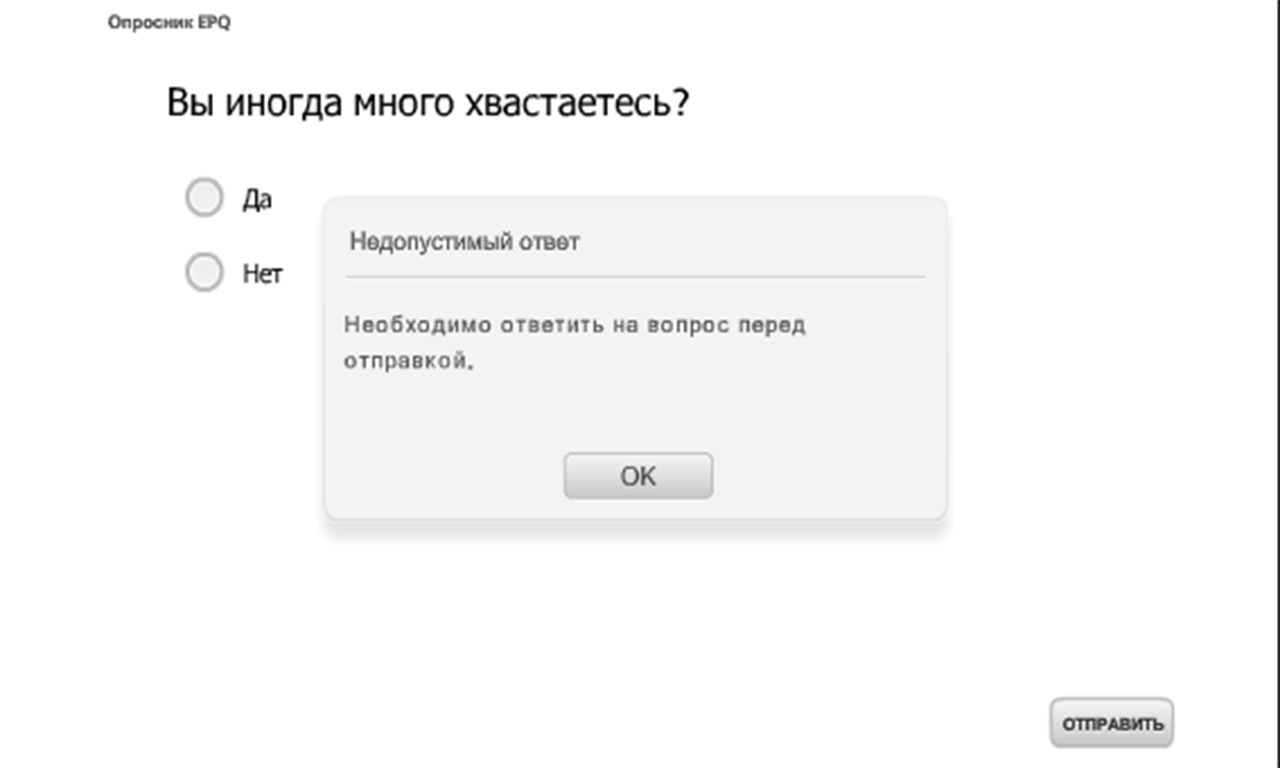 Опросник EPQ
Вы иногда много хвастаетесь?
Да
Нет
Недопустимый ответ
Необходимо ответить на вопрос перед
отправкой.
OK
ОТПРАВИТЬ